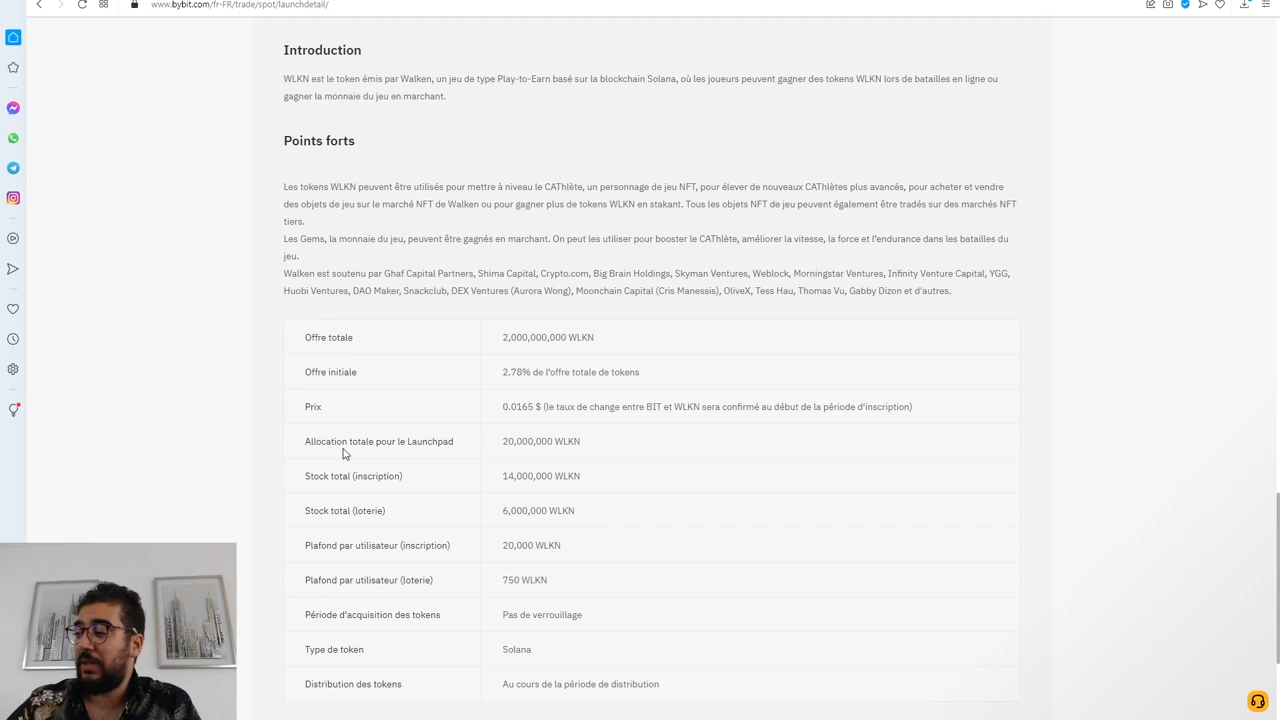 www.bybit.com/fr-FR/trade/spot/launchdetail/
Introduction
WLKN est le token émis par Walken, un jeu de type Play-to-Earn basé sur la blockchain Solana, où les joueurs peuvent gagner des tokens WLKN lors de batailles en ligne ou
gagner la monnaie du jeu en marchant.
Points forts
Les tokens WLKN peuvent être utilisés pour mettre à niveau le CAThlète, un personnage de jeu NFT, pour élever de nouveaux CAThlètes plus avancés, pour acheter et vendre
des objets de jeu sur le marché NFT de Walken ou pour gagner plus de tokens WLKN en stakant. Tous les objets NFT de jeu peuvent également être tradés sur des marchés NFT
tiers.
Les Gems, la monnaie du jeu, peuvent être gagnés en marchant. On peut les utiliser pour booster le CAThlète, améliorer la vitesse, la force et l'endurance dans les batailles du
jeu.
Walken est soutenu par Ghaf Capital Partners, Shima Capital, Crypto.com, Big Brain Holdings, Skyman Ventures, Weblock, Morningstar Ventures, Infinity Venture Capital, YGG,
Huobi Ventures, DAO Maker, Snackclub, DEX Ventures (Aurora Wong), Moonchain Capital (Cris Manessis), OliveX, Tess Hau, Thomas Vu, Gabby Dizon et d'autres.
Offre totale 2,000,000,000 WLKN
Offre initiale 2.78% de l'offre totale de tokens
Prix 0.0165 $ (le taux de change entre BIT et WLKN sera confirmé au début de la période d'inscription)
Allocation totale pour le Launchpad 20,000,000 WLKN
Stock total (inscription) 14,000,000 WLKN
Stock total (loterie) 6,000,000 WLKN
Plafond par utilisateur (inscription) 20,000 WLKN
Plafond par utilisateur (loterie) 750 WLKN
Période d'acquisition des tokens Pas de verrouillage
Type de token Solana
Distribution des tokens Au cours de la période de distribution